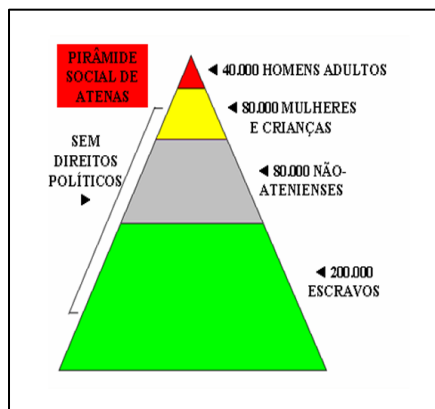 PIRÂMIDE
SOCIAL DE
ATENAS
SEM
DIREITOS
POLÍTICOS
40.000 HOMENS ADULTOS
80.000 MULHERES
E CRIANÇAS
80.000 NÃO-
ATENIENSES
200.000
ESCRAVOS